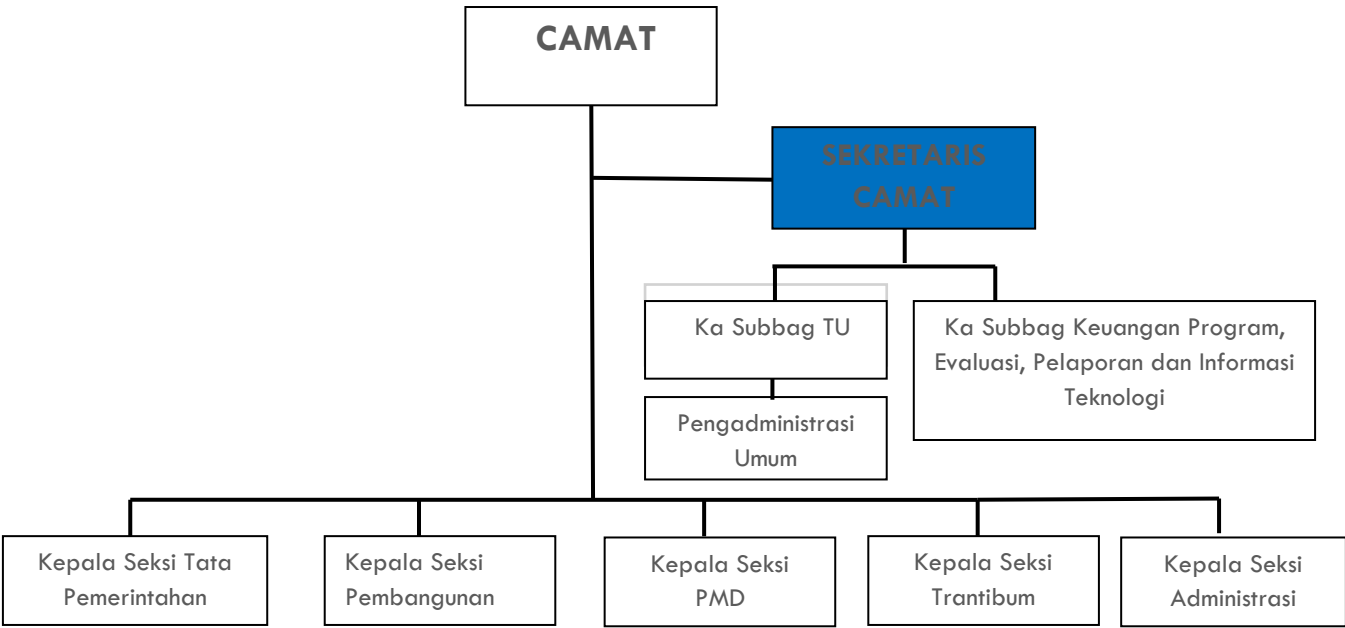 CAMAT
SEKRETARIS
CAMAT
Ka Subbag TU
Ka Subbag Keuangan Program,
Evaluasi, Pelaporan dan Informasi
Teknologi
Pengadministrasi
Umum
Kepala Seksi Tata
Pemerintahan
Kepala Seksi
Pembangunan
Kepala Seksi
PMD
Kepala Seksi
Trantibum
Kepala Seksi
Administrasi